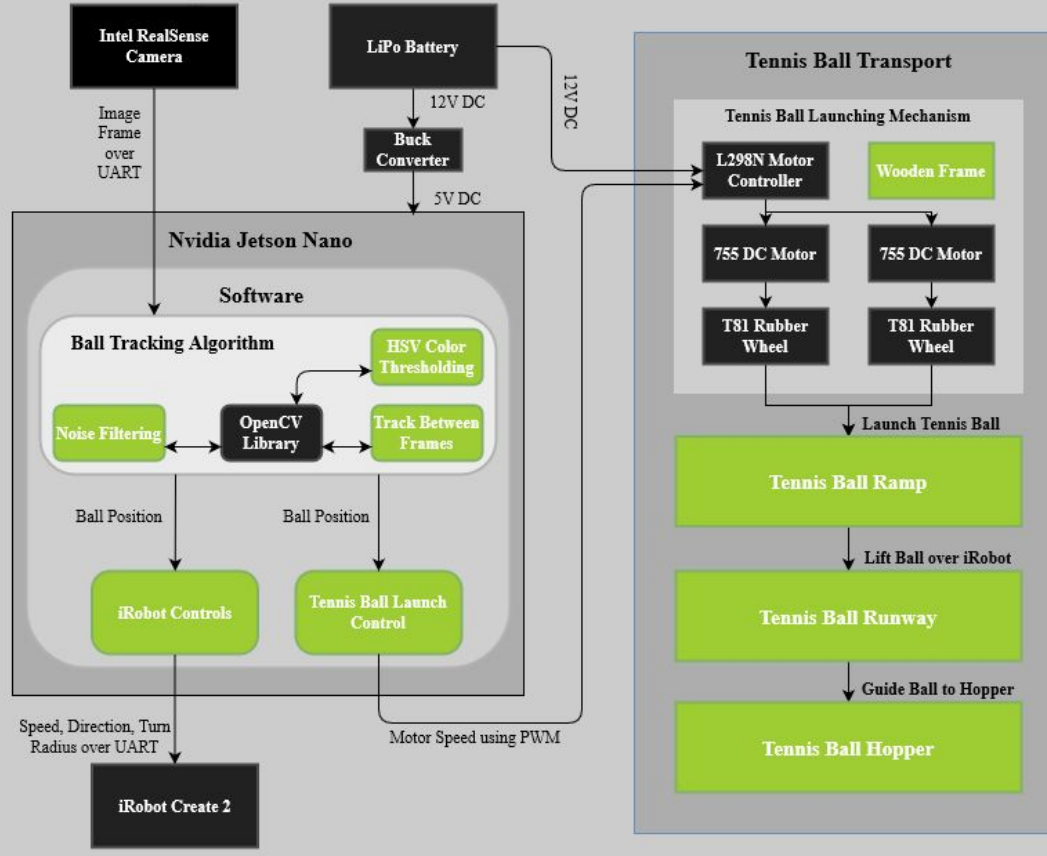 Intel RealSense
Camera
LiPo Battery
Image
Frame
over
UART
12V DC
12V DC
Buck
Converter
5V DC
Nvidia Jetson Nano
Software
Ball Tracking Algorithm
HSV Color
Thresholding
Noise Filtering
OpenCV
Library
Track Between
Frames
Ball Position
Ball Position
iRobot Controls
Tennis Ball Launch
Control
Speed, Direction, Turn
Radius over UART
Motor Speed using PWM
iRobot Create 2
Tennis Ball Transport
Tennis Ball Launching Mechanism
L298N Motor
Controller
Wooden Frame
755 DC Motor
755 DC Motor
T81 Rubber
Wheel
T81 Rubber
Wheel
Launch Tennis Ball
Tennis Ball Ramp
Lift Ball over iRobot
Tennis Ball Runway
Guide Ball to Hopper
Tennis Ball Hopper